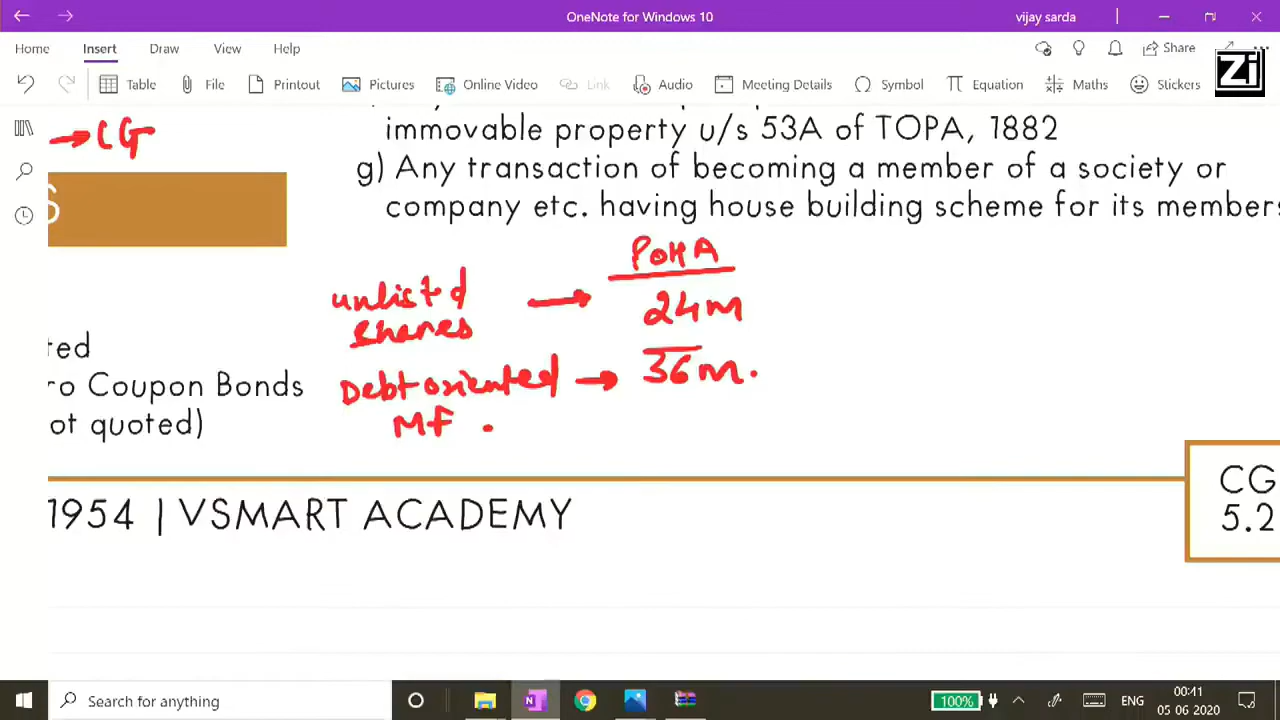 OneNote for Windows 10
vijay sarda
Home Insert Draw View Help
Share
Table File Printout Pictures Online Video Link Audio Meeting Details Symbol Equation Maths Stickers
Zi
→ CG
immovable property u/s 53A of TOPA, 1882
g) Any transaction of becoming a member of a society or
company etc. having house building scheme for its members
S
POHA
unlistd → 24m
shares
ted
Debt oriented → 36m.
MF
ro Coupon Bonds
ot quoted)
1954 | VSMART ACADEMY
CG
5.2
Search for anything
100%
ENG
00:41
05-06-2020